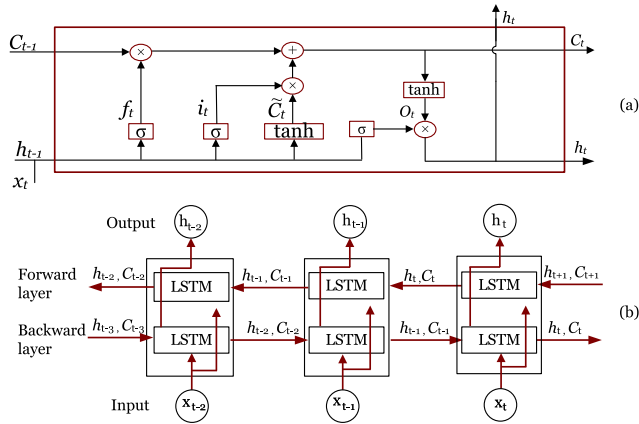 h_t
C_{t-1} × + C_t
tanh
×
f_t i_t C̃_t O_t
(a)
σ σ tanh σ ×
h_{t-1} h_t
x_t
Output h_{t-2} h_{t-1} h_t
Forward layer
h_{t-2}, C_{t-2} LSTM h_{t-1}, C_{t-1} LSTM h_t, C_t LSTM h_{t+1}, C_{t+1}
(b)
Backward layer
h_{t-3}, C_{t-3} LSTM h_{t-2}, C_{t-2} LSTM h_{t-1}, C_{t-1} LSTM h_t, C_t
Input x_{t-2} x_{t-1} x_t